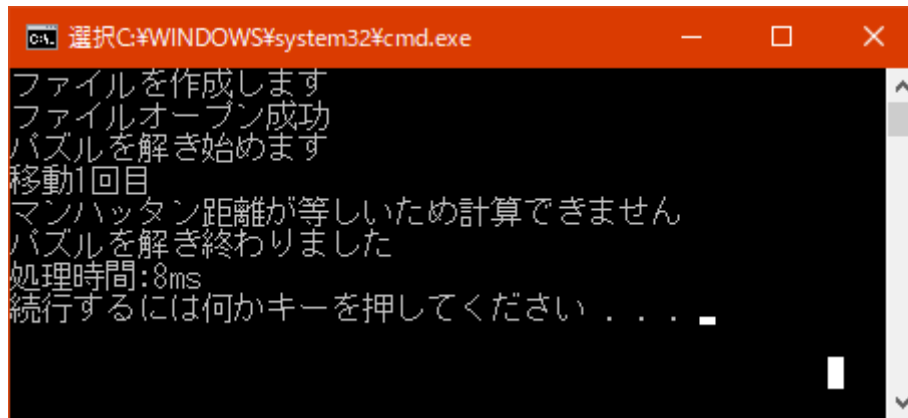 選択C:¥WINDOWS¥system32¥cmd.exe
ファイルを作成します
ファイルオープン成功
パズルを解き始めます
移動1回目
マンハッタン距離が等しいため計算できません
パズルを解き終わりました
処理時間:8ms
続行するには何かキーを押してください . . .